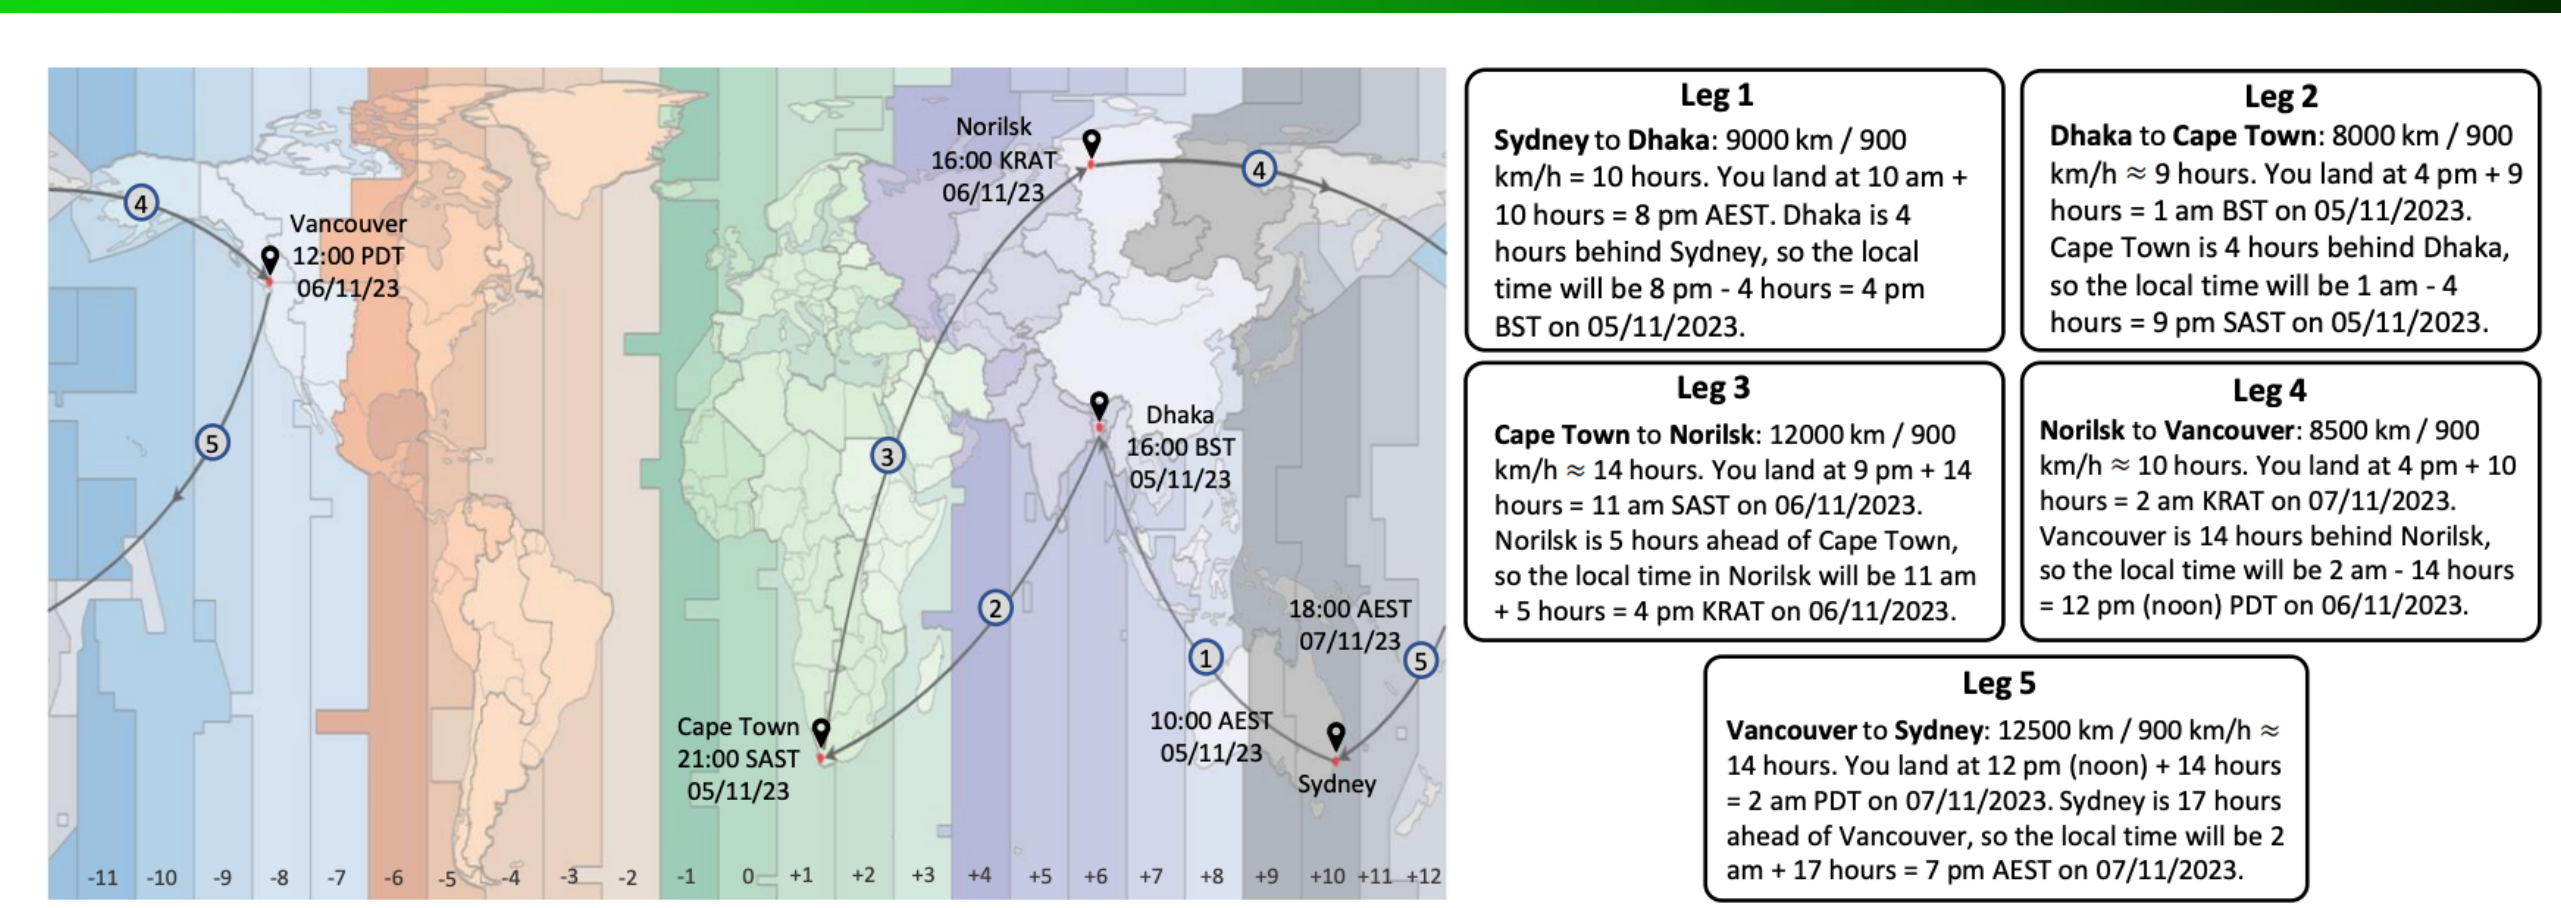 Norilsk
16:00 KRAT
06/11/23
4
4
Vancouver
12:00 PDT
06/11/23
5
3
Dhaka
16:00 BST
05/11/23
2
18:00 AEST
07/11/23
1
5
Cape Town
21:00 SAST
05/11/23
10:00 AEST
05/11/23
Sydney
-11 -10 -9 -8 -7 -6 -5 -4 -3 -2 -1 0 +1 +2 +3 +4 +5 +6 +7 +8 +9 +10 +11 +12
Leg 1
Sydney to Dhaka: 9000 km / 900
km/h = 10 hours. You land at 10 am +
10 hours = 8 pm AEST. Dhaka is 4
hours behind Sydney, so the local
time will be 8 pm - 4 hours = 4 pm
BST on 05/11/2023.
Leg 2
Dhaka to Cape Town: 8000 km / 900
km/h ≈ 9 hours. You land at 4 pm + 9
hours = 1 am BST on 05/11/2023.
Cape Town is 4 hours behind Dhaka,
so the local time will be 1 am - 4
hours = 9 pm SAST on 05/11/2023.
Leg 3
Cape Town to Norilsk: 12000 km / 900
km/h ≈ 14 hours. You land at 9 pm + 14
hours = 11 am SAST on 06/11/2023.
Norilsk is 5 hours ahead of Cape Town,
so the local time in Norilsk will be 11 am
+ 5 hours = 4 pm KRAT on 06/11/2023.
Leg 4
Norilsk to Vancouver: 8500 km / 900
km/h ≈ 10 hours. You land at 4 pm + 10
hours = 2 am KRAT on 07/11/2023.
Vancouver is 14 hours behind Norilsk,
so the local time will be 2 am - 14 hours
= 12 pm (noon) PDT on 06/11/2023.
Leg 5
Vancouver to Sydney: 12500 km / 900 km/h ≈
14 hours. You land at 12 pm (noon) + 14 hours
= 2 am PDT on 07/11/2023. Sydney is 17 hours
ahead of Vancouver, so the local time will be 2
am + 17 hours = 7 pm AEST on 07/11/2023.